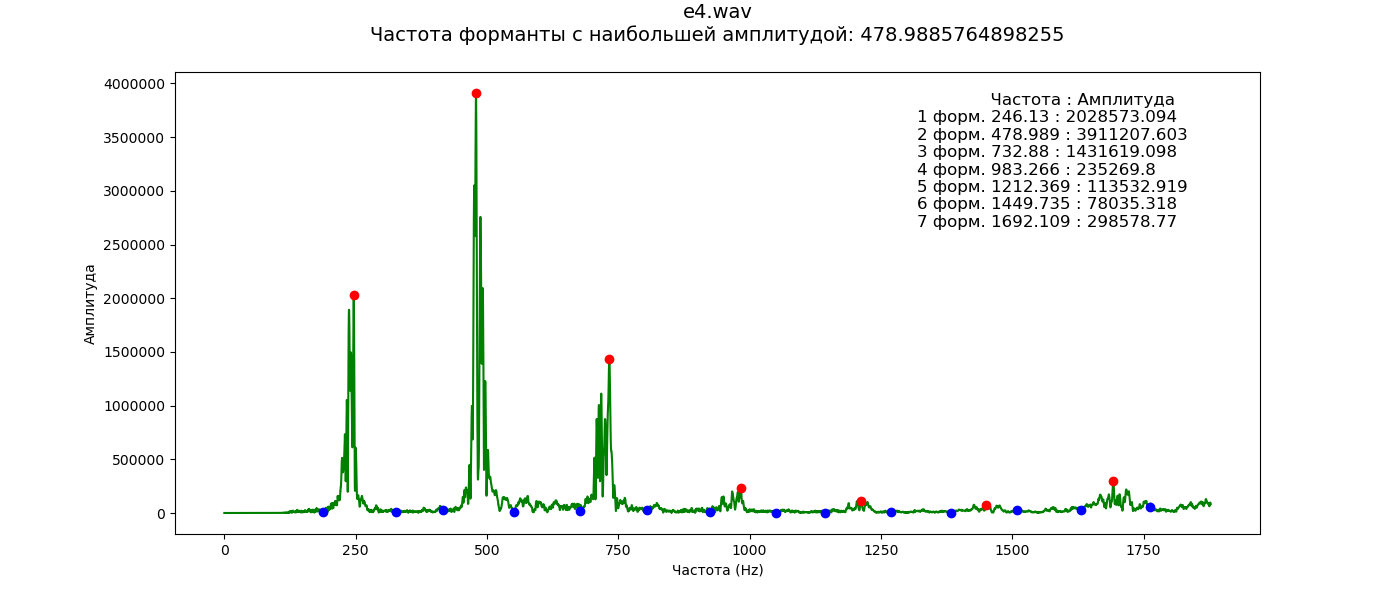 e4.wav
Частота форманты с наибольшей амплитудой: 478.9885764898255
Частота : Амплитуда
1 форм. 246.13 : 2028573.094
2 форм. 478.989 : 3911207.603
3 форм. 732.88 : 1431619.098
4 форм. 983.266 : 235269.8
5 форм. 1212.369 : 113532.919
6 форм. 1449.735 : 78035.318
7 форм. 1692.109 : 298578.77
Амплитуда
4000000
3500000
3000000
2500000
2000000
1500000
1000000
500000
0
0 250 500 750 1000 1250 1500 1750
Частота (Hz)